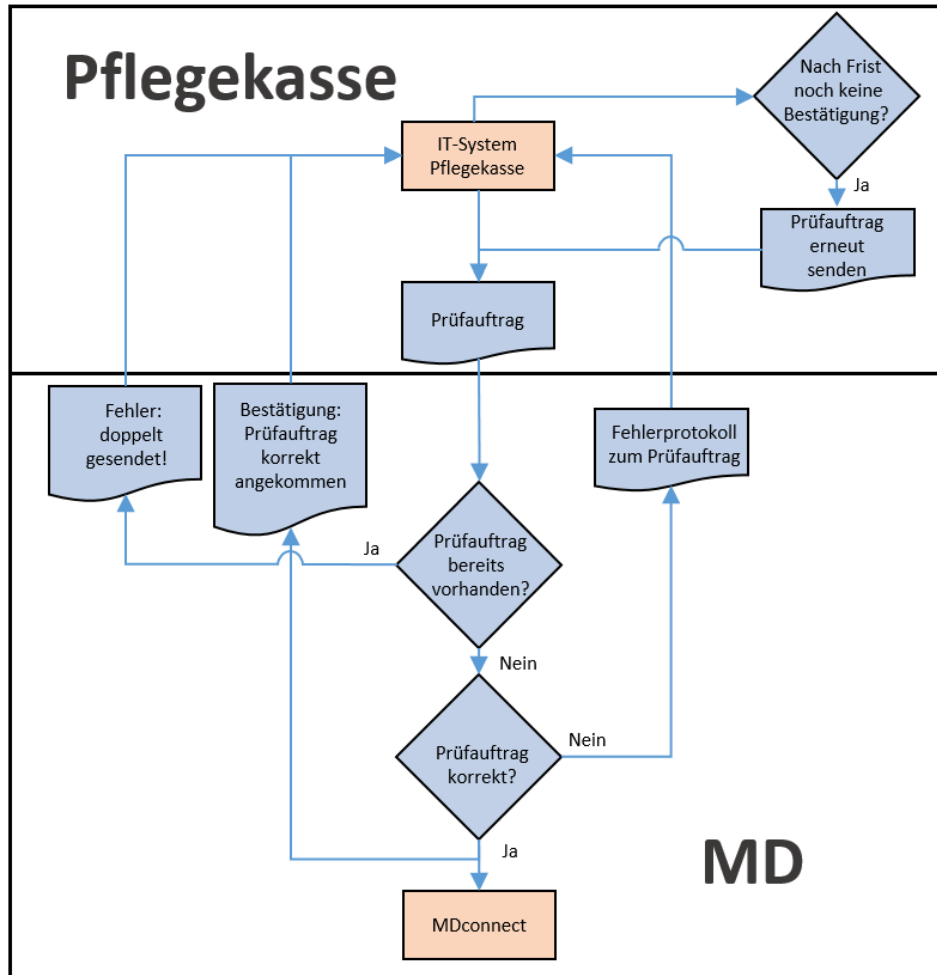 Pflegekasse
Nach Frist
noch keine
Bestätigung?
IT-System
Pflegekasse
Ja
Prüfauftrag
erneut
senden
Prüfauftrag
Fehler:
doppelt
gesendet!
Bestätigung:
Prüfauftrag
korrekt
angekommen
Fehlerprotokoll
zum Prüfauftrag
Ja
Prüfauftrag
bereits
vorhanden?
Nein
Prüfauftrag
korrekt?
Nein
Ja
MD
MDconnect